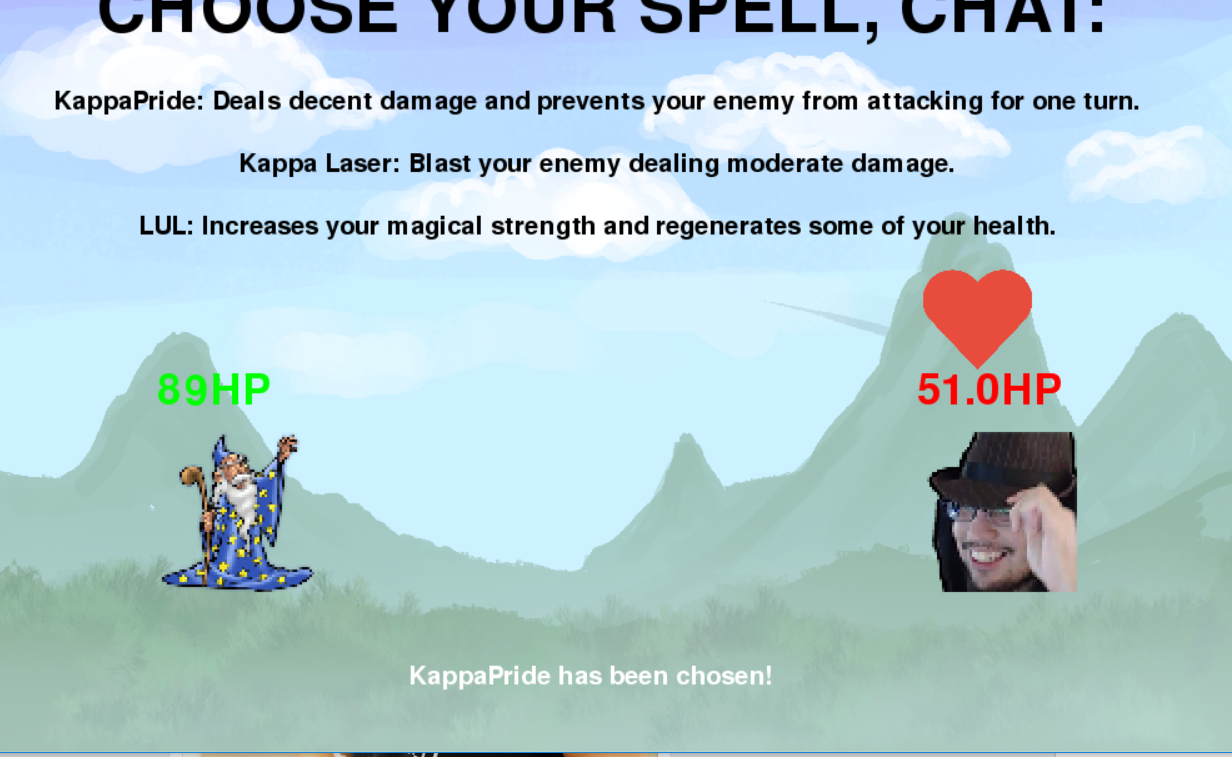 CHOOSE YOUR SPELL, CHAT:
KappaPride: Deals decent damage and prevents your enemy from attacking for one turn.
Kappa Laser: Blast your enemy dealing moderate damage.
LUL: Increases your magical strength and regenerates some of your health.
89HP
51.0HP
KappaPride has been chosen!